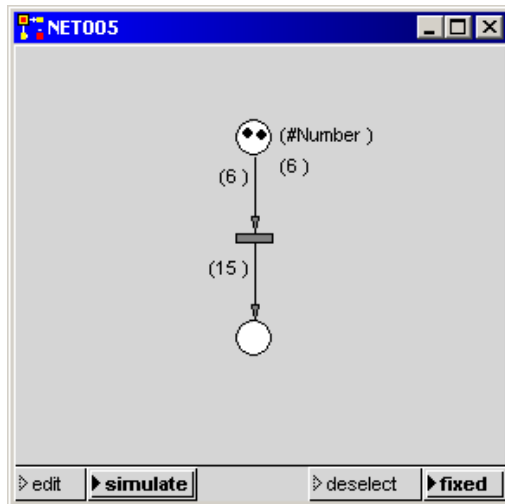 NET005
(#Number )
(6 )
(6 )
(15 )
edit simulate deselect fixed